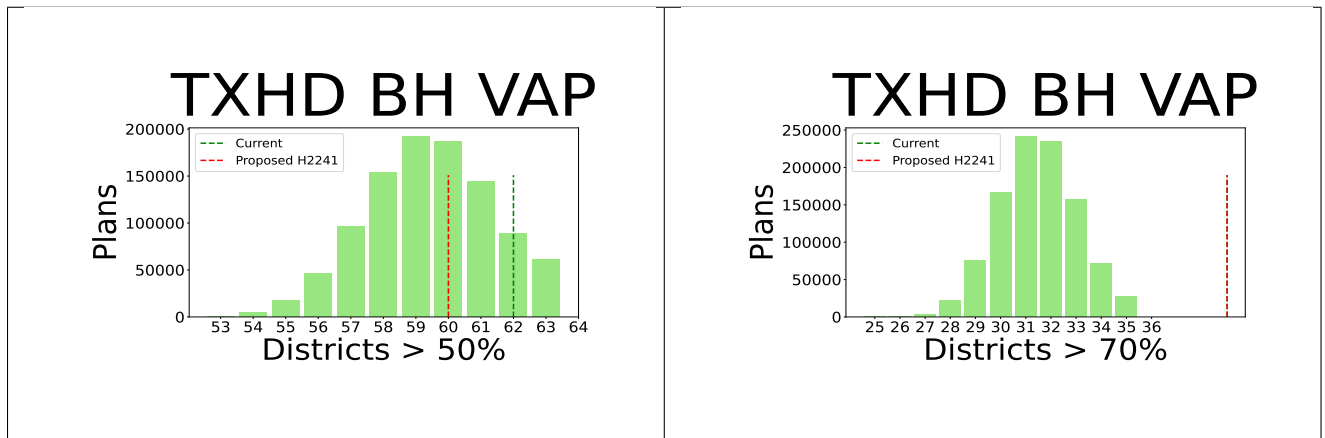 TXHD BH VAP
200000
150000
100000
50000
0
Plans
Current
Proposed H2241
53 54 55 56 57 58 59 60 61 62 63 64
Districts > 50%
TXHD BH VAP
250000
200000
150000
100000
50000
0
Plans
Current
Proposed H2241
25 26 27 28 29 30 31 32 33 34 35 36
Districts > 70%